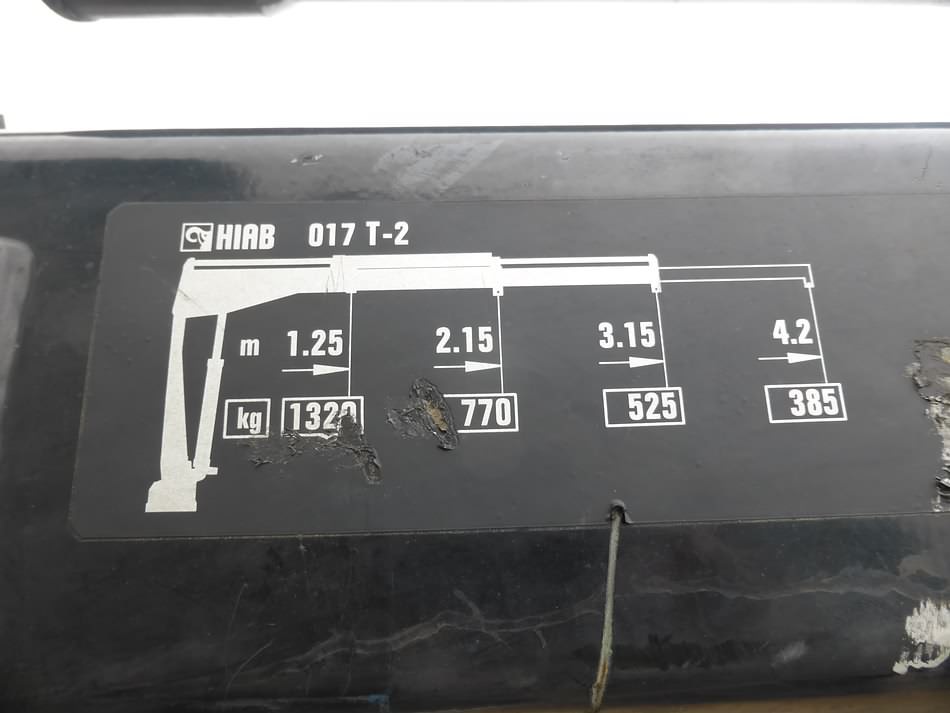 HIAB 017 T-2
m 1.25 2.15 3.15 4.2
kg 1320 770 525 385